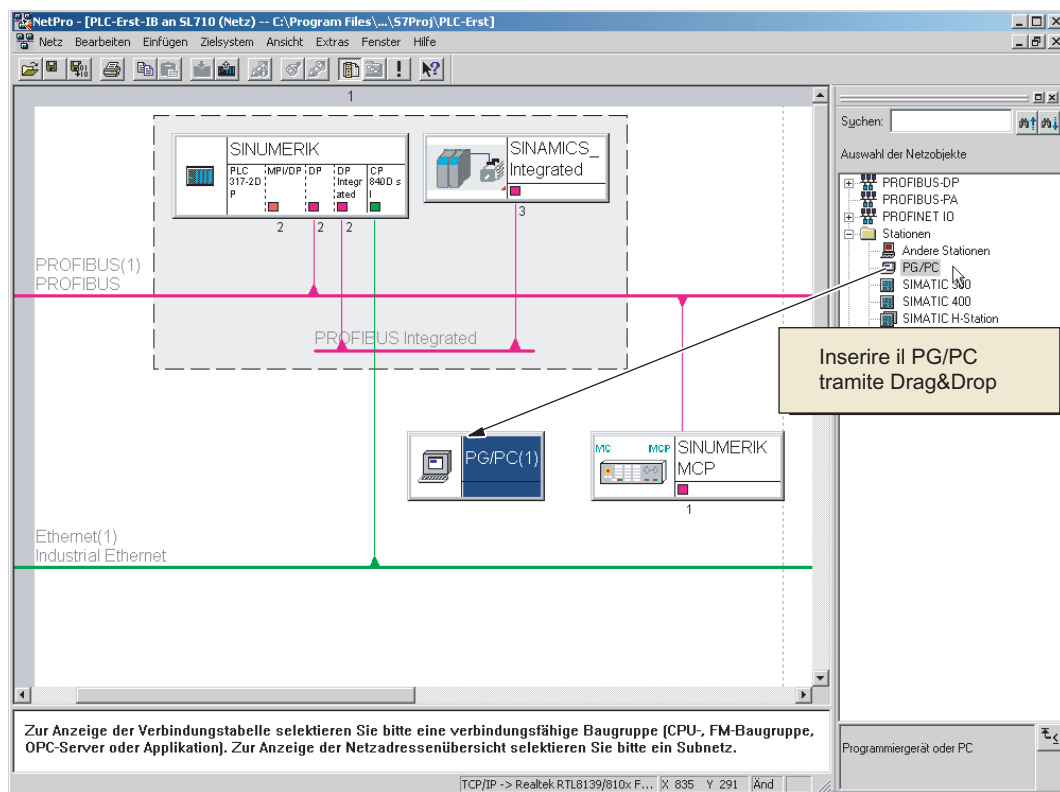 NetPro - [PLC-Erst-IB an SL710 (Netz) -- C:\Program Files\...\S7Proj\PLC-Erst]
Netz Bearbeiten Einfügen Zielsystem Ansicht Extras Fenster Hilfe
1
SINUMERIK
PLC 317-2D P
MPI/DP
DP
DP Integr ated
CP 840D s l
2
2
2
SINAMICS_
Integrated
3
PROFIBUS(1)
PROFIBUS
PROFIBUS Integrated
PG/PC(1)
MC
MCP
SINUMERIK
MCP
1
Ethernet(1)
Industrial Ethernet
Suchen:
Auswahl der Netzobjekte
PROFIBUS-DP
PROFIBUS-PA
PROFINET IO
Stationen
Andere Stationen
PG/PC
SIMATIC 300
SIMATIC 400
SIMATIC H-Station
Inserire il PG/PC
tramite Drag&Drop
Programmiergerät oder PC
Zur Anzeige der Verbindungstabelle selektieren Sie bitte eine verbindungsfähige Baugruppe (CPU-, FM-Baugruppe,
OPC-Server oder Applikation). Zur Anzeige der Netzadressenübersicht selektieren Sie bitte ein Subnetz.
TCP/IP -> Realtek RTL8139/810x F... X 835 Y 291 Änd